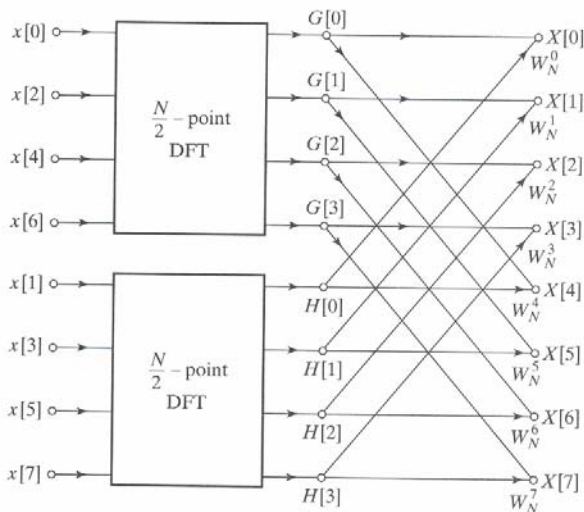 x[0] G[0] X[0]
W_N^0
x[2] G[1] X[1]
W_N^1
N/2 – point
DFT
x[4] G[2] X[2]
W_N^2
x[6] G[3] X[3]
W_N^3
x[1] H[0] X[4]
W_N^4
x[3] H[1] X[5]
W_N^5
N/2 – point
DFT
x[5] H[2] X[6]
W_N^6
x[7] H[3] X[7]
W_N^7